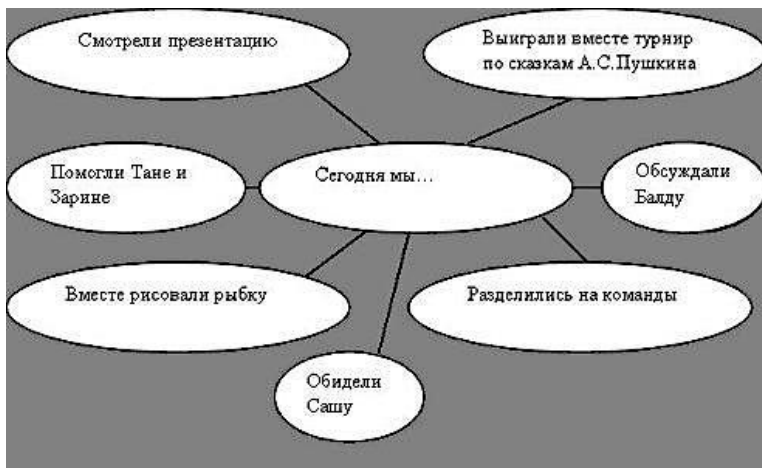 Смотрели презентацию
Выиграли вместе турнир
по сказкам А.С.Пушкина
Помогли Тане и
Зарине
Сегодня мы...
Обсуждали
Балду
Вместе рисовали рыбку
Разделились на команды
Обидели
Сашу